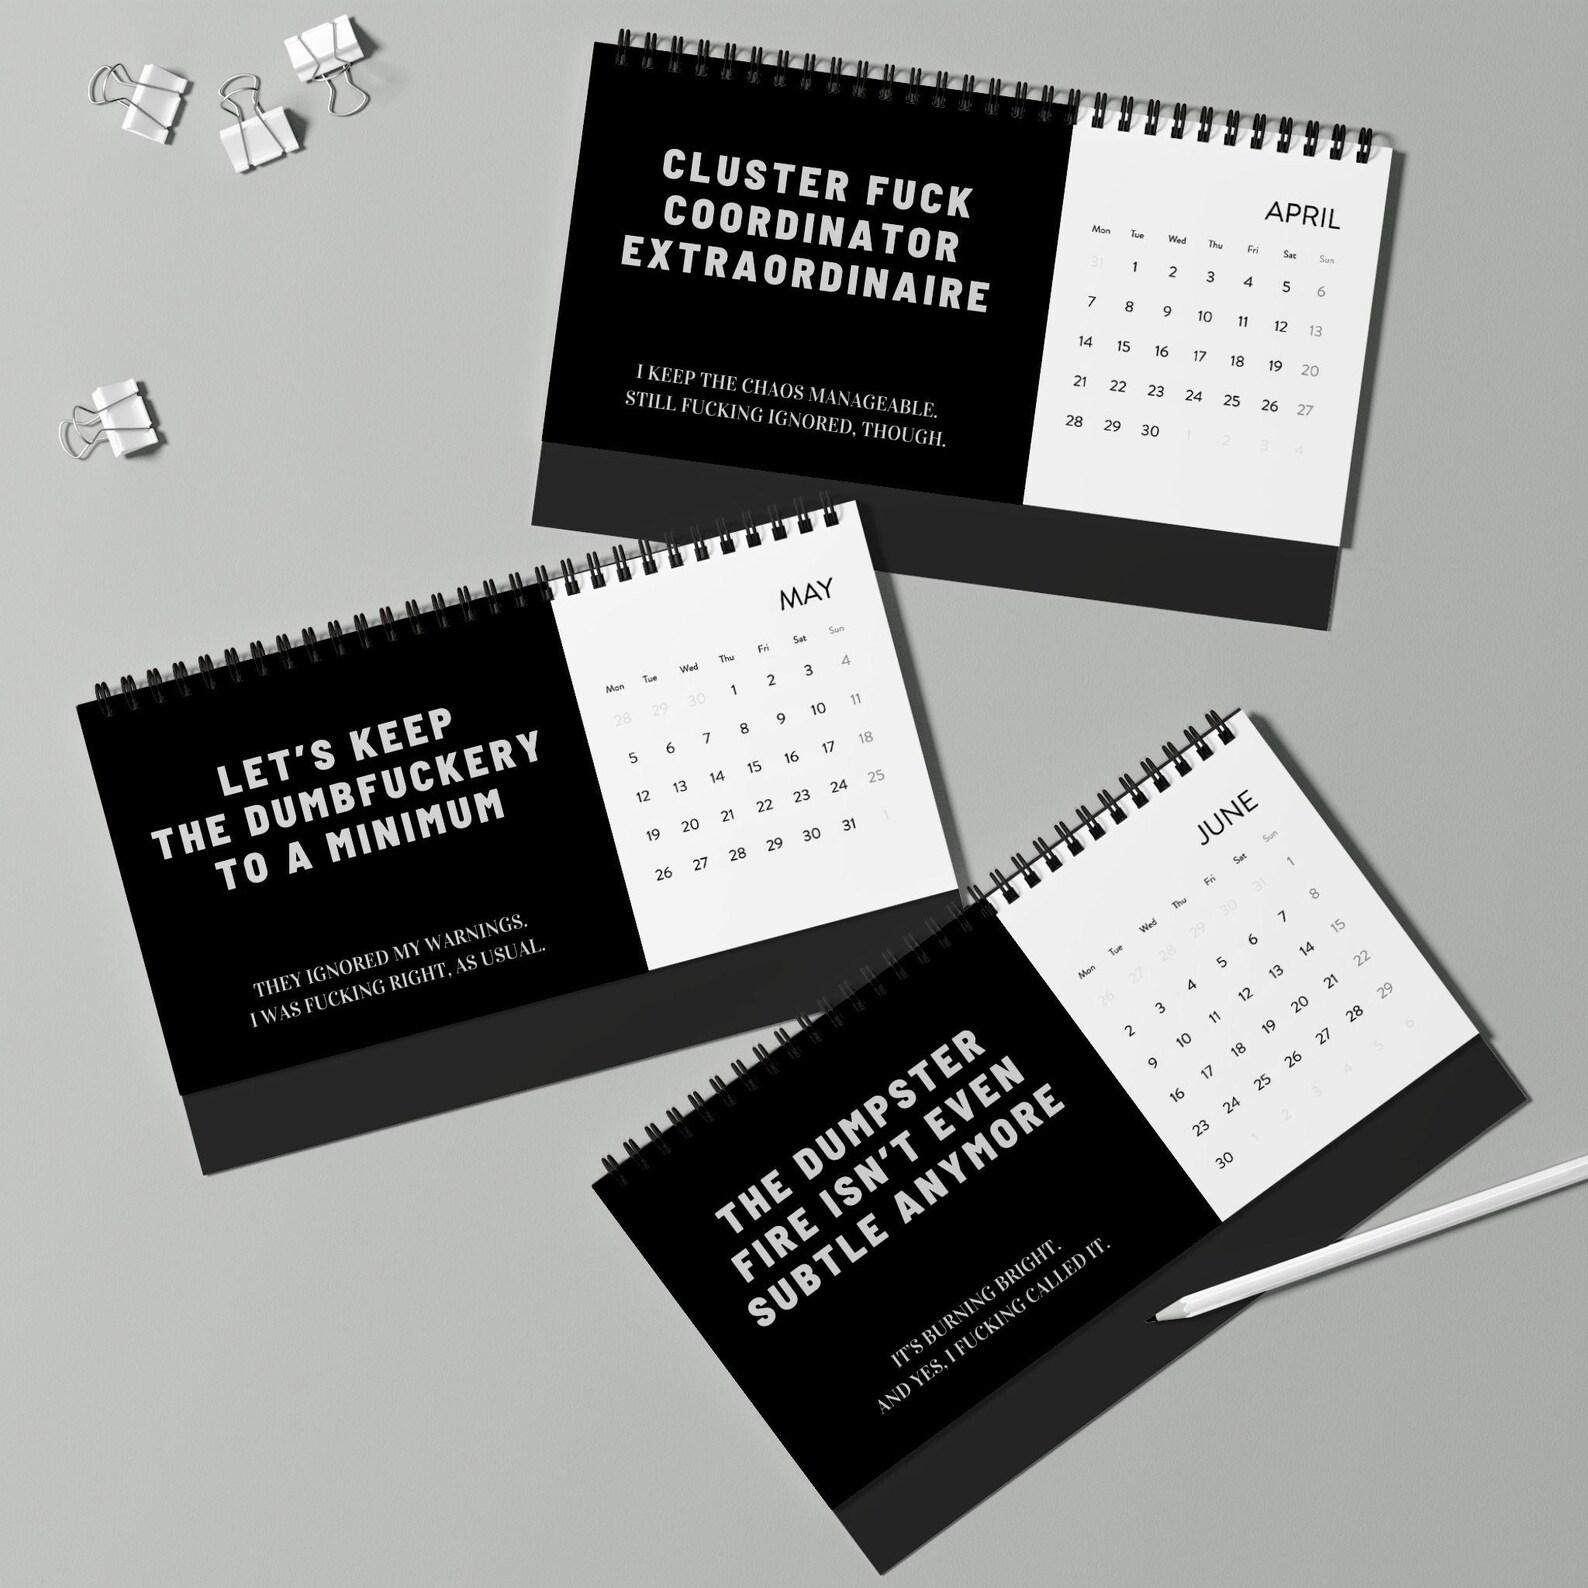 CLUSTER FUCK
COORDINATOR
EXTRAORDINAIRE
I KEEP THE CHAOS MANAGEABLE.
STILL FUCKING IGNORED, THOUGH.
APRIL
Mon Tue Wed Thu Fri Sat Sun
31 1 2 3 4 5 6
7 8 9 10 11 12 13
14 15 16 17 18 19 20
21 22 23 24 25 26 27
28 29 30 1 2 3 4
LET'S KEEP
THE DUMBFUCKERY
TO A MINIMUM
THEY IGNORED MY WARNINGS.
I WAS FUCKING RIGHT, AS USUAL.
MAY
Mon Tue Wed Thu Fri Sat Sun
28 29 30 1 2 3 4
5 6 7 8 9 10 11
12 13 14 15 16 17 18
19 20 21 22 23 24 25
26 27 28 29 30 31 1
THE DUMPSTER
FIRE ISN'T EVEN
SUBTLE ANYMORE
IT'S BURNING BRIGHT.
AND YES, I FUCKING CALLED IT.
JUNE
Mon Tue Wed Thu Fri Sat Sun
26 27 28 29 30 31 1
2 3 4 5 6 7 8
9 10 11 12 13 14 15
16 17 18 19 20 21 22
23 24 25 26 27 28 29
30 1 2 3 4 5 6